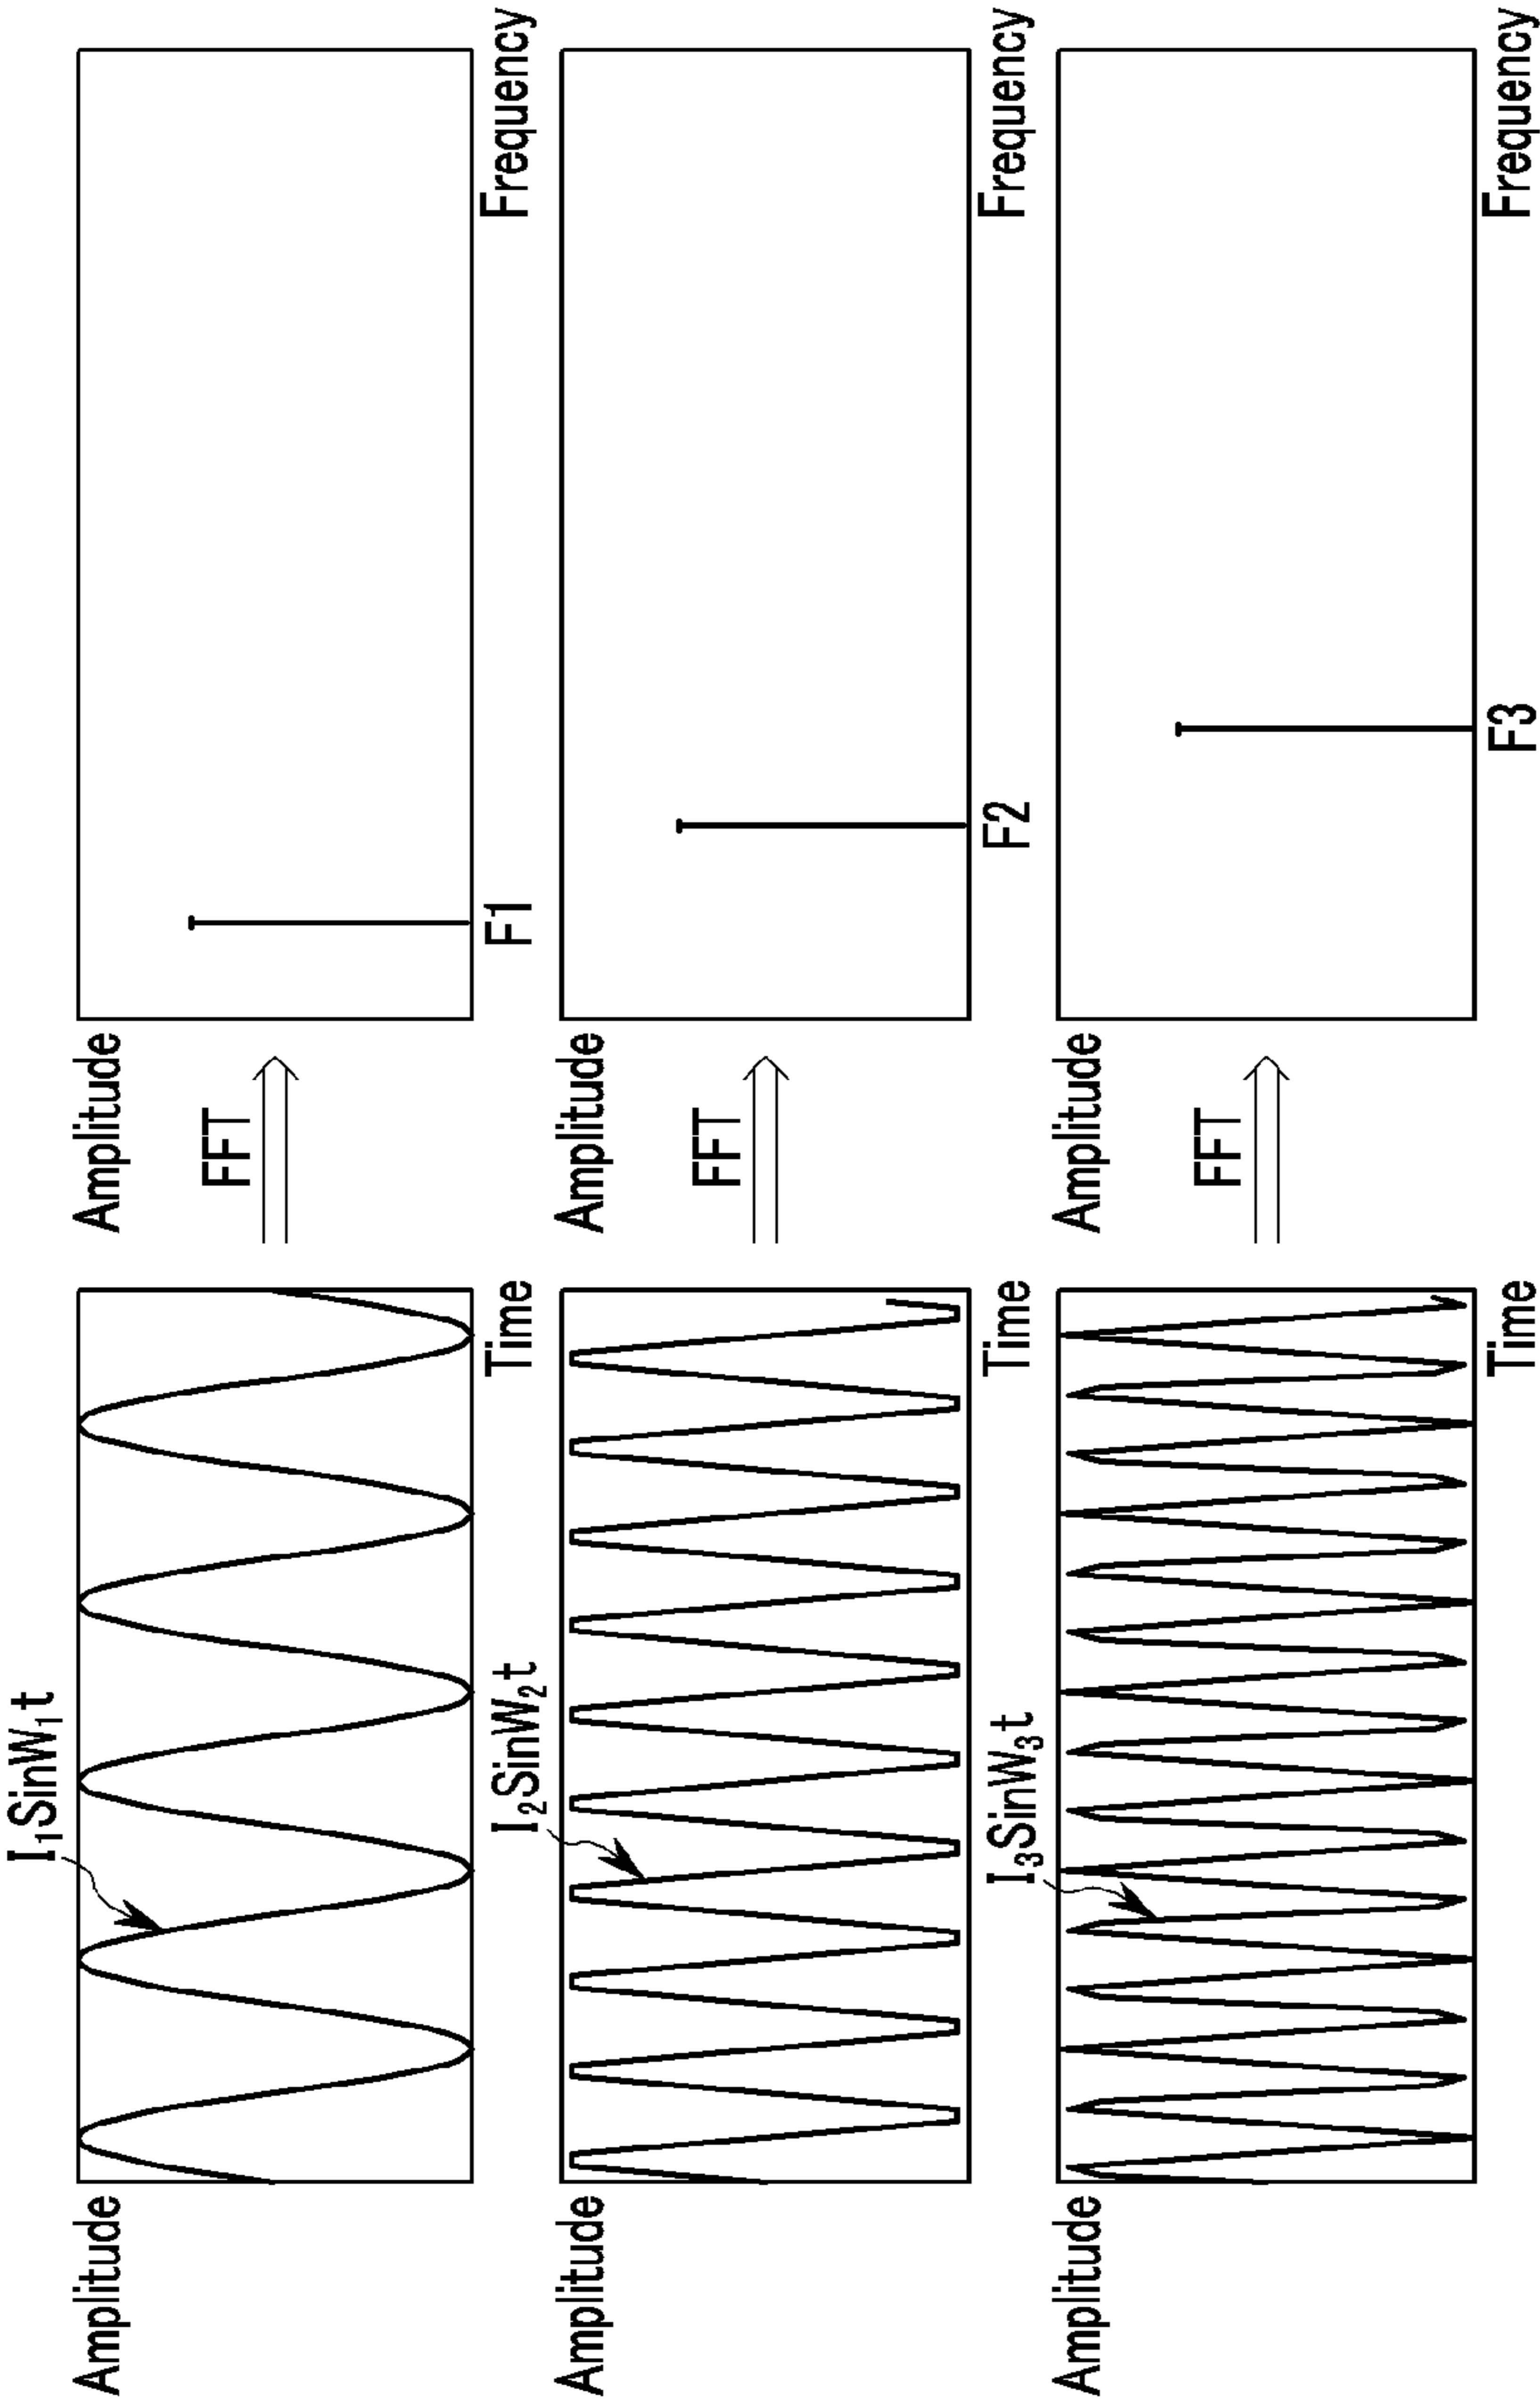 I₁SinW₁t
Amplitude
Time
FFT
Amplitude
F1
Frequency
I₂SinW₂t
Amplitude
Time
FFT
Amplitude
F2
Frequency
I₃SinW₃t
Amplitude
Time
FFT
Amplitude
F3
Frequency